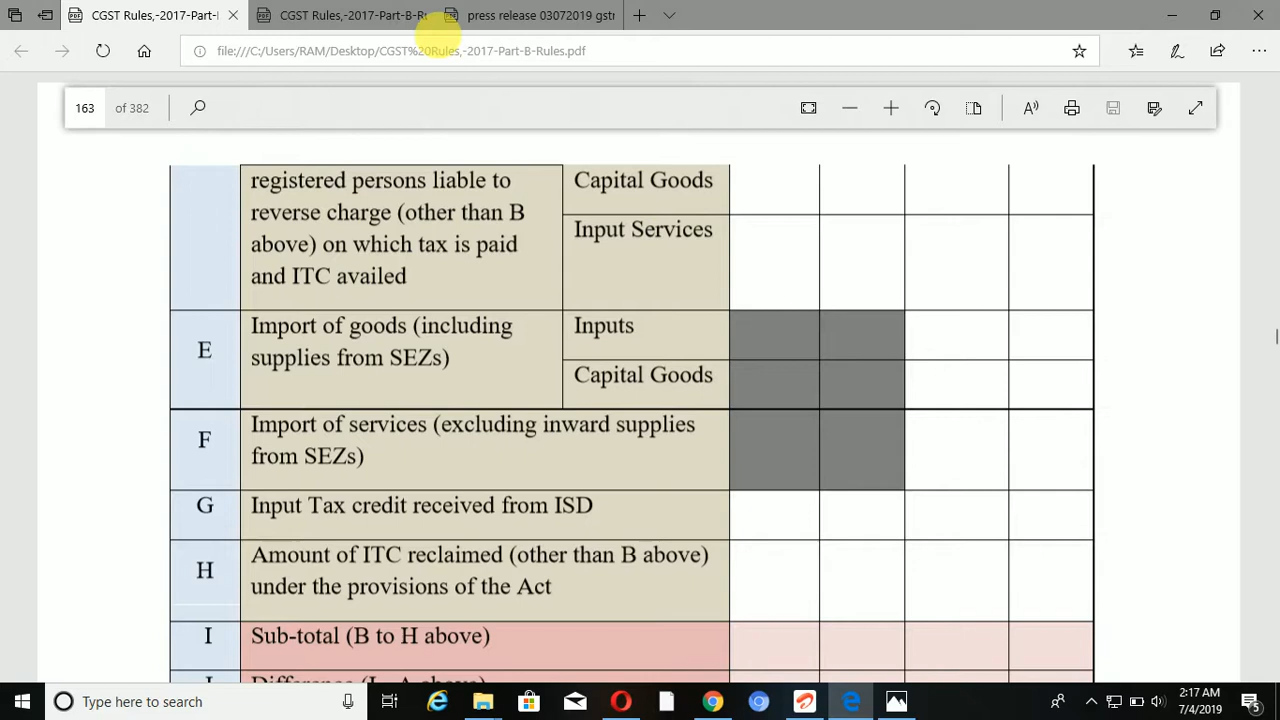 CGST Rules,-2017-Part-
CGST Rules,-2017-Part-B-Ru
press release 03072019 gstr
file:///C:/Users/RAM/Desktop/CGST%20Rules,-2017-Part-B-Rules.pdf
163 of 382
registered persons liable to
reverse charge (other than B
above) on which tax is paid
and ITC availed
Capital Goods
Input Services
E
Import of goods (including
supplies from SEZs)
Inputs
Capital Goods
F
Import of services (excluding inward supplies
from SEZs)
G
Input Tax credit received from ISD
H
Amount of ITC reclaimed (other than B above)
under the provisions of the Act
I
Sub-total (B to H above)
Type here to search
2:17 AM
7/4/2019
5